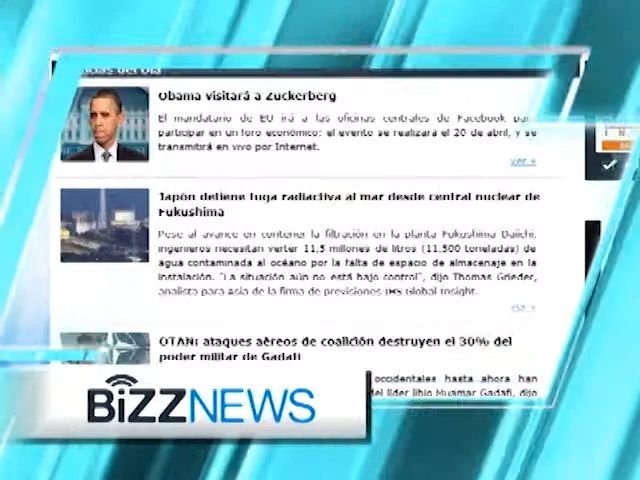 Obama visitará a Zuckerberg
El mandatario de EU irá a las oficinas centrales de Facebook para
participar en un foro económico; el evento se realizará el 20 de abril, y se
transmitirá en vivo por Internet.
Ver »
Japón detiene fuga radiactiva al mar desde central nuclear de
Fukushima
Pese al avance en contener la filtración en la planta Fukushima Daiichi,
ingenieros necesitan verter 11,5 millones de litros (11.500 toneladas) de
agua contaminada al océano por la falta de espacio de almacenaje en la
instalación. "La situación aún no está bajo control", dijo Thomas Grieder,
analista para Asia de la firma de previsiones IHS Global Insight.
Ver »
OTAN: ataques aéreos de coalición destruyen el 30% del
poder militar de Gadafi
occidentales hasta ahora han
del líder libio Muamar Gadafi, dijo
BiZZNEWS